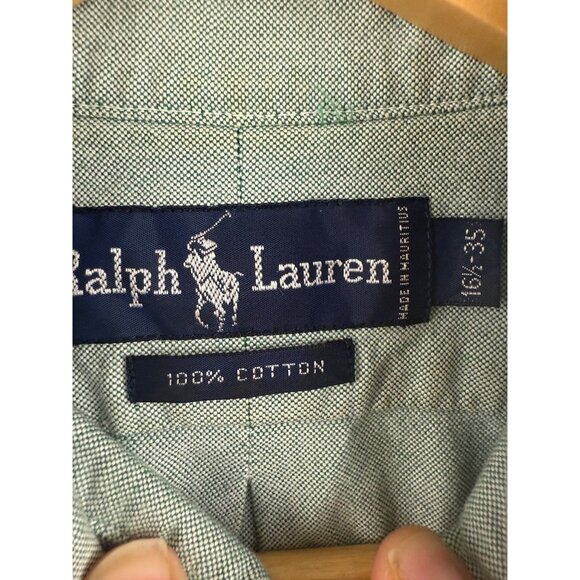 Ralph Lauren
MADE IN MAURITIUS
16½-35
100% COTTON